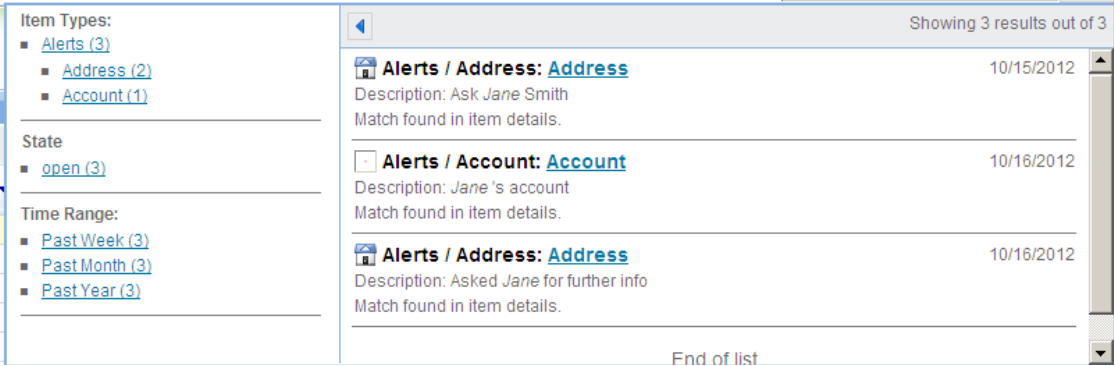 Item Types:
Alerts (3)
Address (2)
Account (1)
State
open (3)
Time Range:
Past Week (3)
Past Month (3)
Past Year (3)
Showing 3 results out of 3
Alerts / Address: Address 10/15/2012
Description: Ask Jane Smith
Match found in item details.
Alerts / Account: Account 10/16/2012
Description: Jane 's account
Match found in item details.
Alerts / Address: Address 10/16/2012
Description: Asked Jane for further info
Match found in item details.
End of list